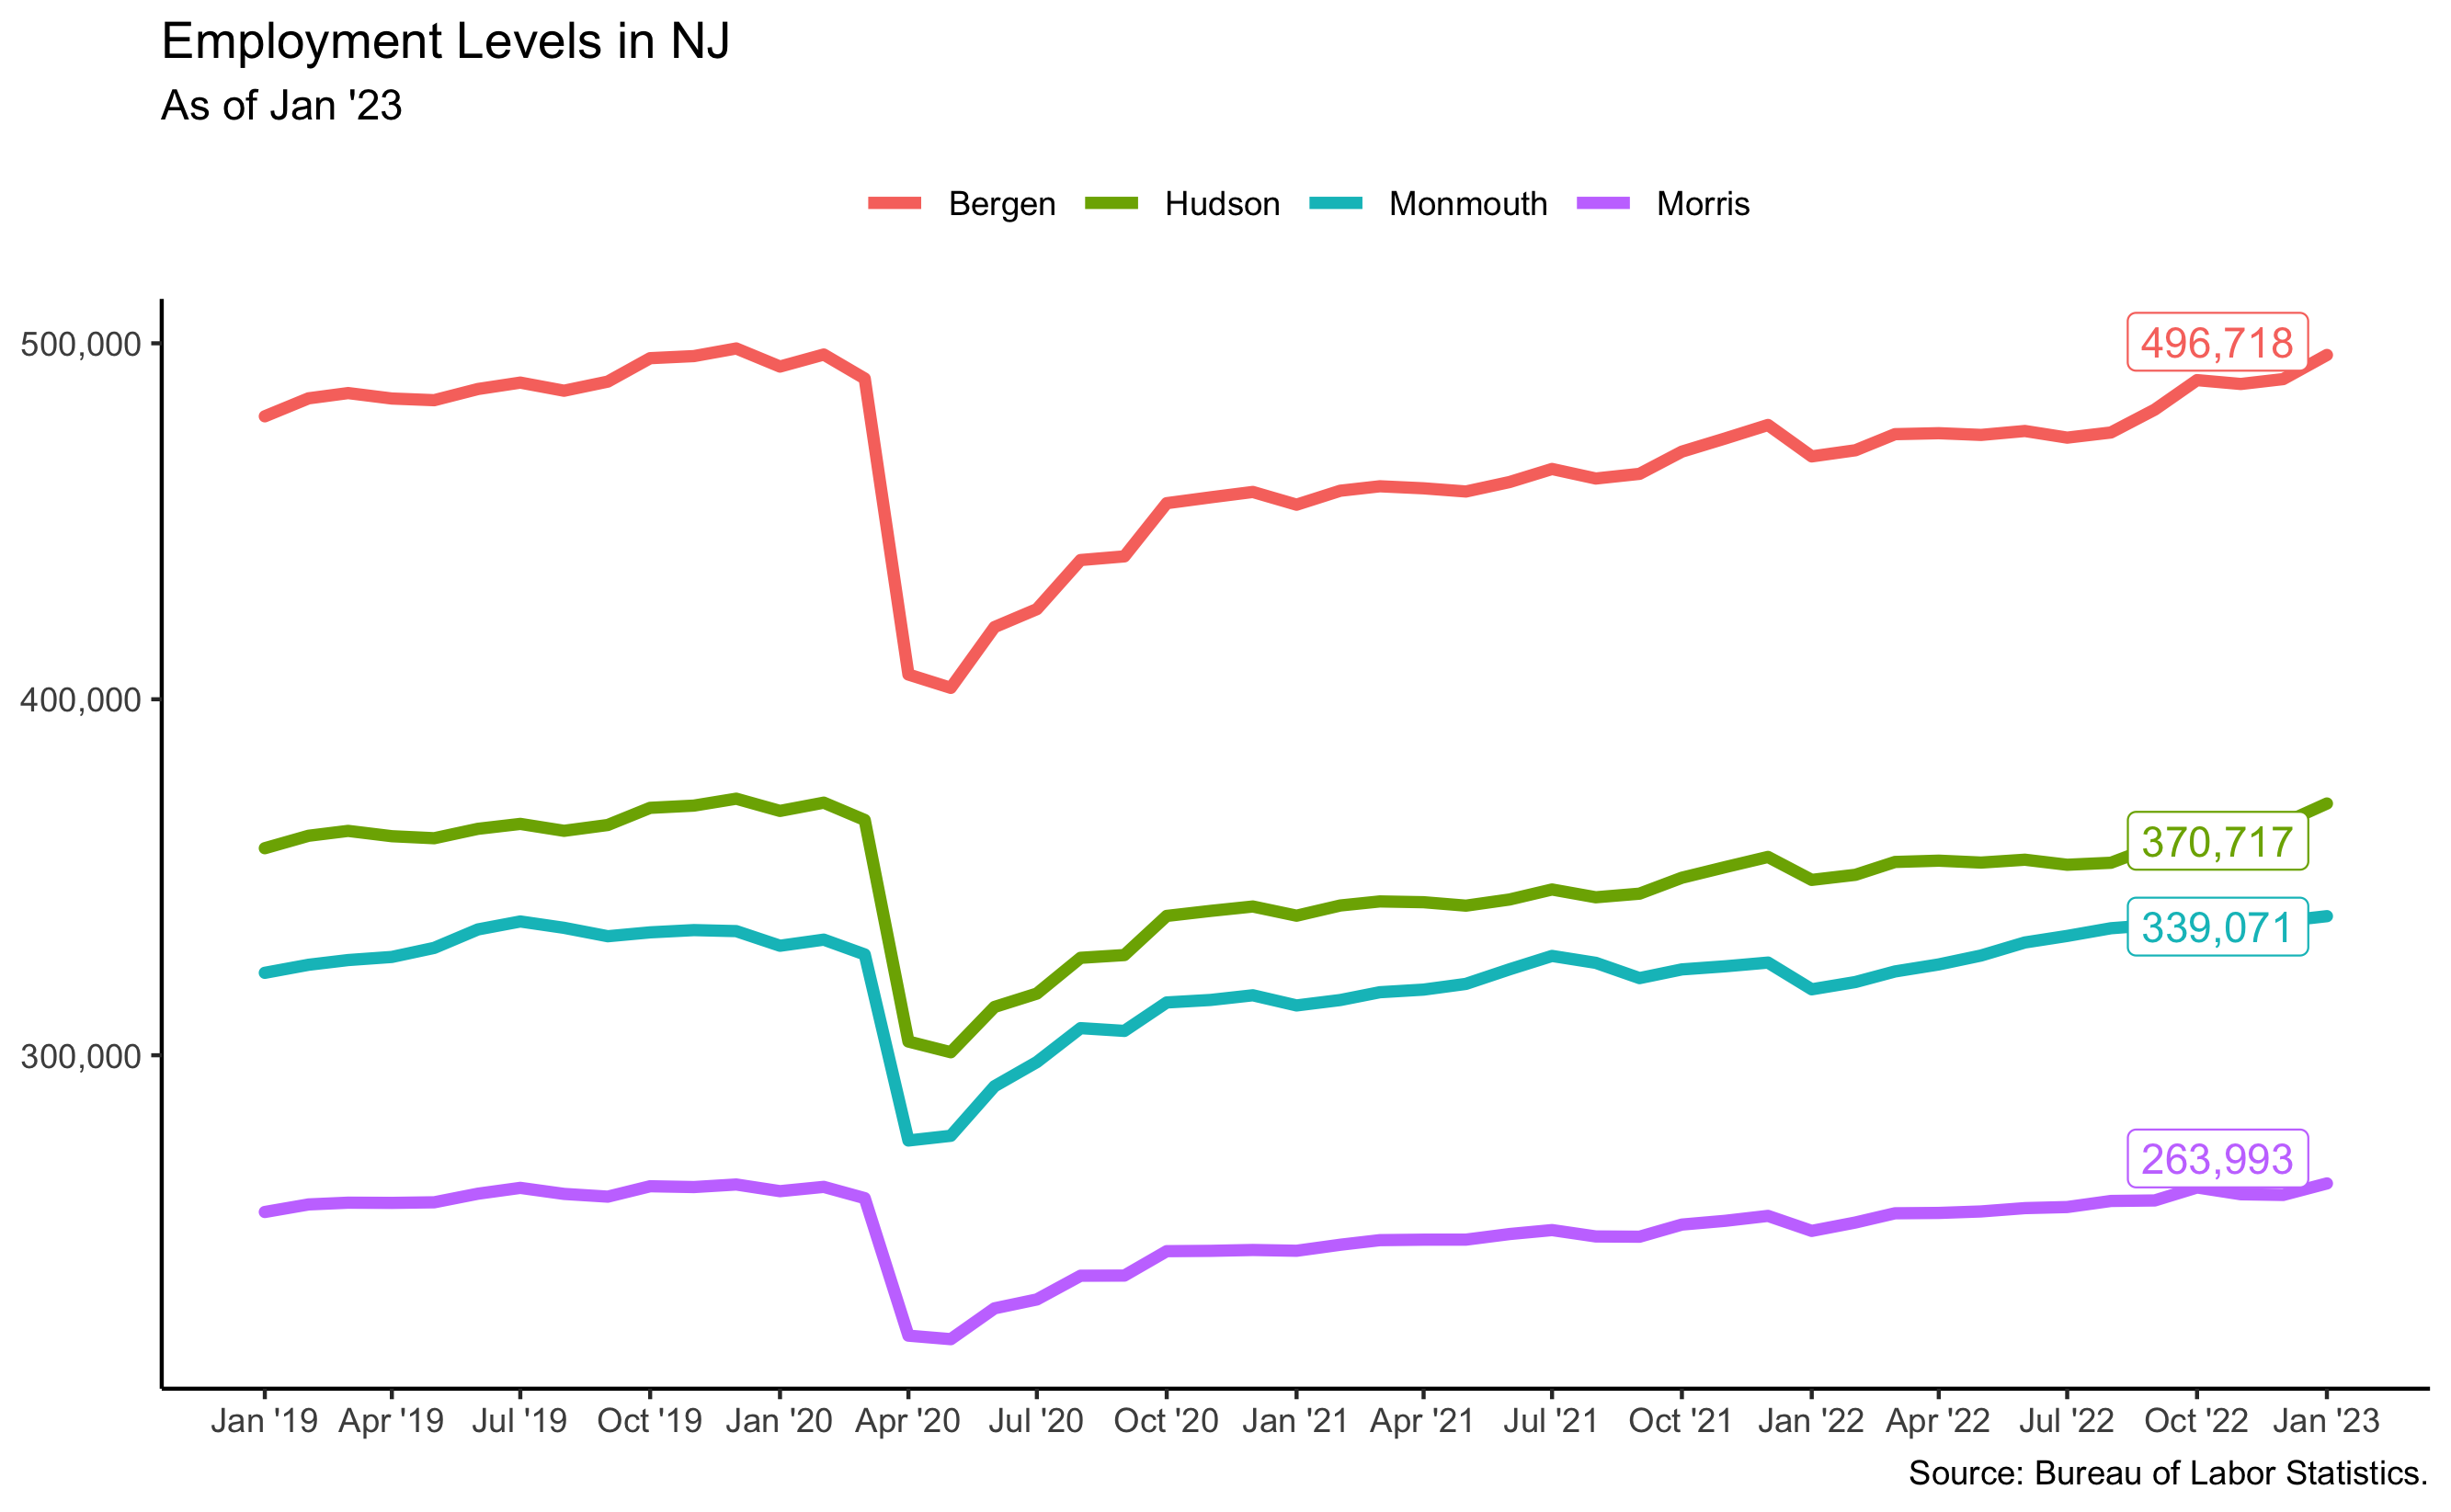 Employment Levels in NJ
As of Jan '23
Bergen Hudson Monmouth Morris
500,000
400,000
300,000
496,718
370,717
339,071
263,993
Jan '19 Apr '19 Jul '19 Oct '19 Jan '20 Apr '20 Jul '20 Oct '20 Jan '21 Apr '21 Jul '21 Oct '21 Jan '22 Apr '22 Jul '22 Oct '22 Jan '23
Source: Bureau of Labor Statistics.